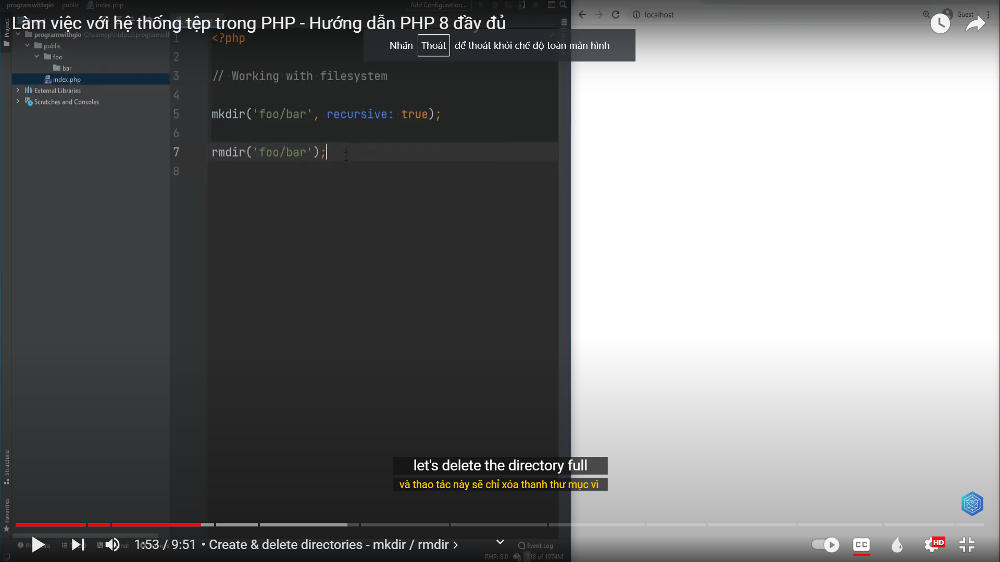 programwithgio
public
index.php
Add Configuration...
localhost
Guest
Làm việc với hệ thống tệp trong PHP - Hướng dẫn PHP 8 đầy đủ
Nhấn Thoát để thoát khỏi chế độ toàn màn hình
Project
programwithgio C:\xampp\htdocs\programwith
public
foo
bar
index.php
External Libraries
Scratches and Consoles
1 <?php
2
3 // Working with filesystem
4
5 mkdir('foo/bar', recursive: true);
6
7 rmdir('foo/bar');
8
Structure
Favorites
let's delete the directory full
và thao tác này sẽ chỉ xóa thanh thư mục vì
1:53 / 9:51 • Create & delete directories - mkdir / rmdir
Event Log
CC
HD
PHP: 8.0
318 of 1974M